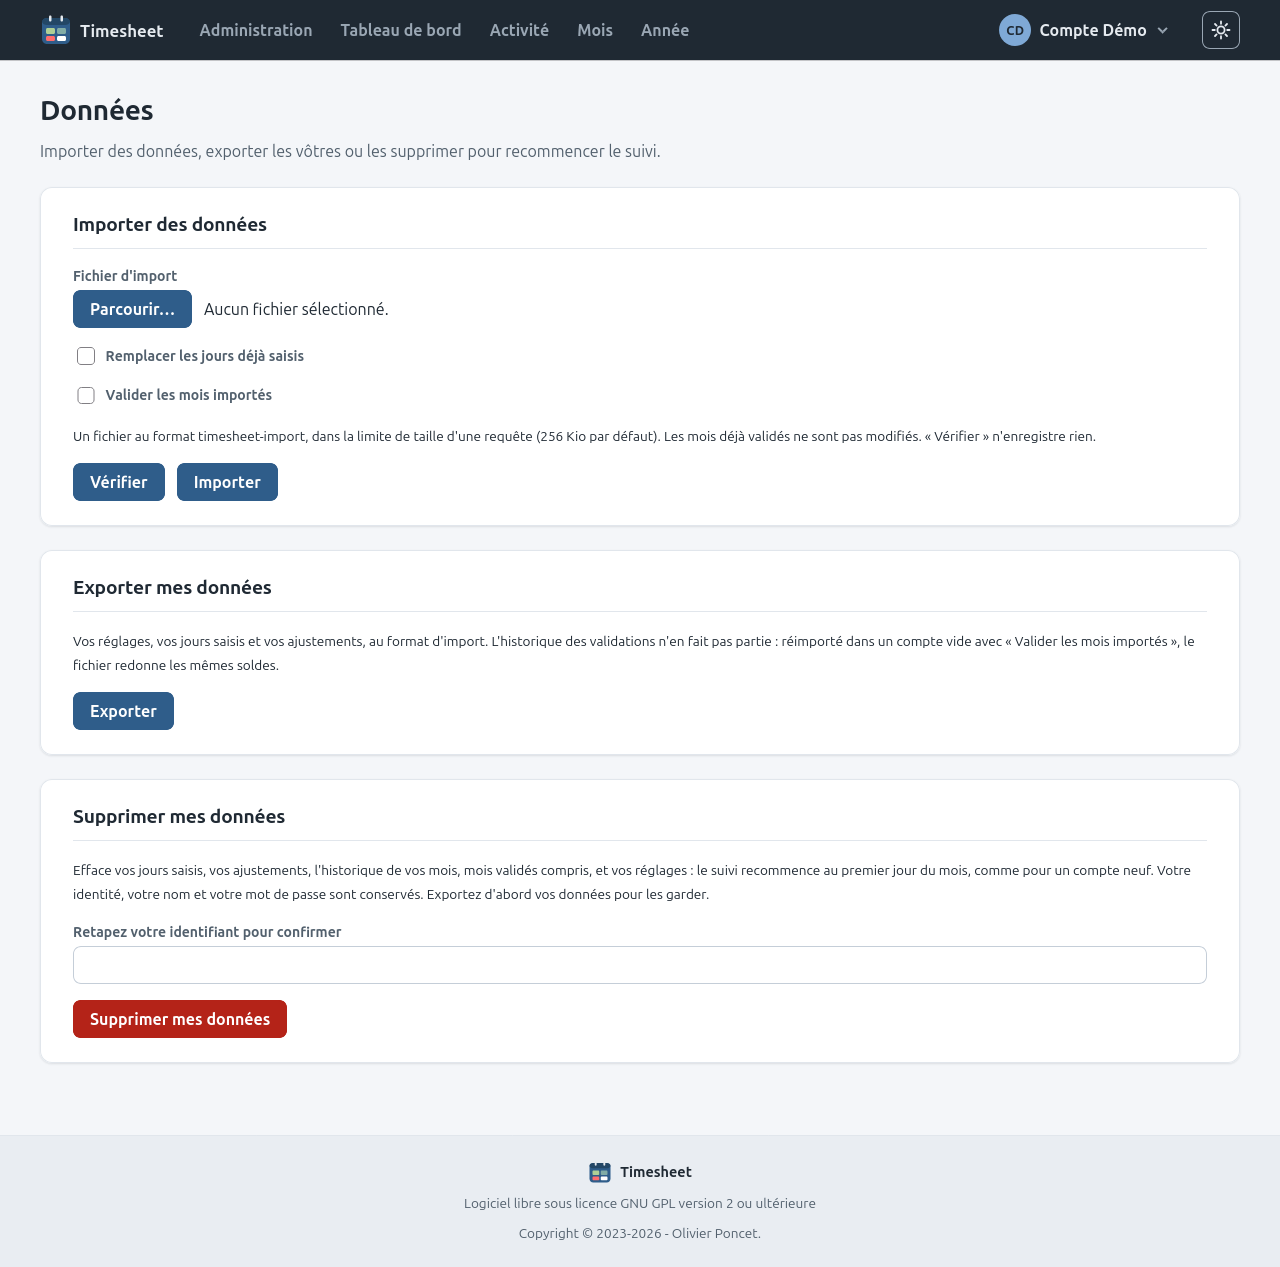 Timesheet
Administration
Tableau de bord
Activité
Mois
Année
CD
Compte Démo
Données
Importer des données, exporter les vôtres ou les supprimer pour recommencer le suivi.
Importer des données
Fichier d'import
Parcourir…
Aucun fichier sélectionné.
Remplacer les jours déjà saisis
Valider les mois importés
Un fichier au format timesheet-import, dans la limite de taille d'une requête (256 Kio par défaut). Les mois déjà validés ne sont pas modifiés. « Vérifier » n'enregistre rien.
Vérifier
Importer
Exporter mes données
Vos réglages, vos jours saisis et vos ajustements, au format d'import. L'historique des validations n'en fait pas partie : réimporté dans un compte vide avec « Valider les mois importés », le
fichier redonne les mêmes soldes.
Exporter
Supprimer mes données
Efface vos jours saisis, vos ajustements, l'historique de vos mois, mois validés compris, et vos réglages : le suivi recommence au premier jour du mois, comme pour un compte neuf. Votre
identité, votre nom et votre mot de passe sont conservés. Exportez d'abord vos données pour les garder.
Retapez votre identifiant pour confirmer
Supprimer mes données
Timesheet
Logiciel libre sous licence GNU GPL version 2 ou ultérieure
Copyright © 2023-2026 - Olivier Poncet.